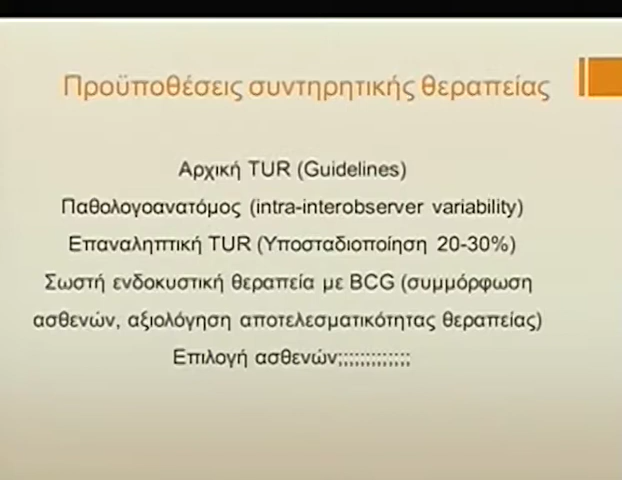 Προϋποθέσεις συντηρητικής θεραπείας
Αρχική TUR (Guidelines)
Παθολογοανατόμος (intra-interobserver variability)
Επαναληπτική TUR (Υποσταδιοποίηση 20-30%)
Σωστή ενδοκυστική θεραπεία με BCG (συμμόρφωση
ασθενών, αξιολόγηση αποτελεσματικότητας θεραπείας)
Επιλογή ασθενών;;;;;;;;;;;;;